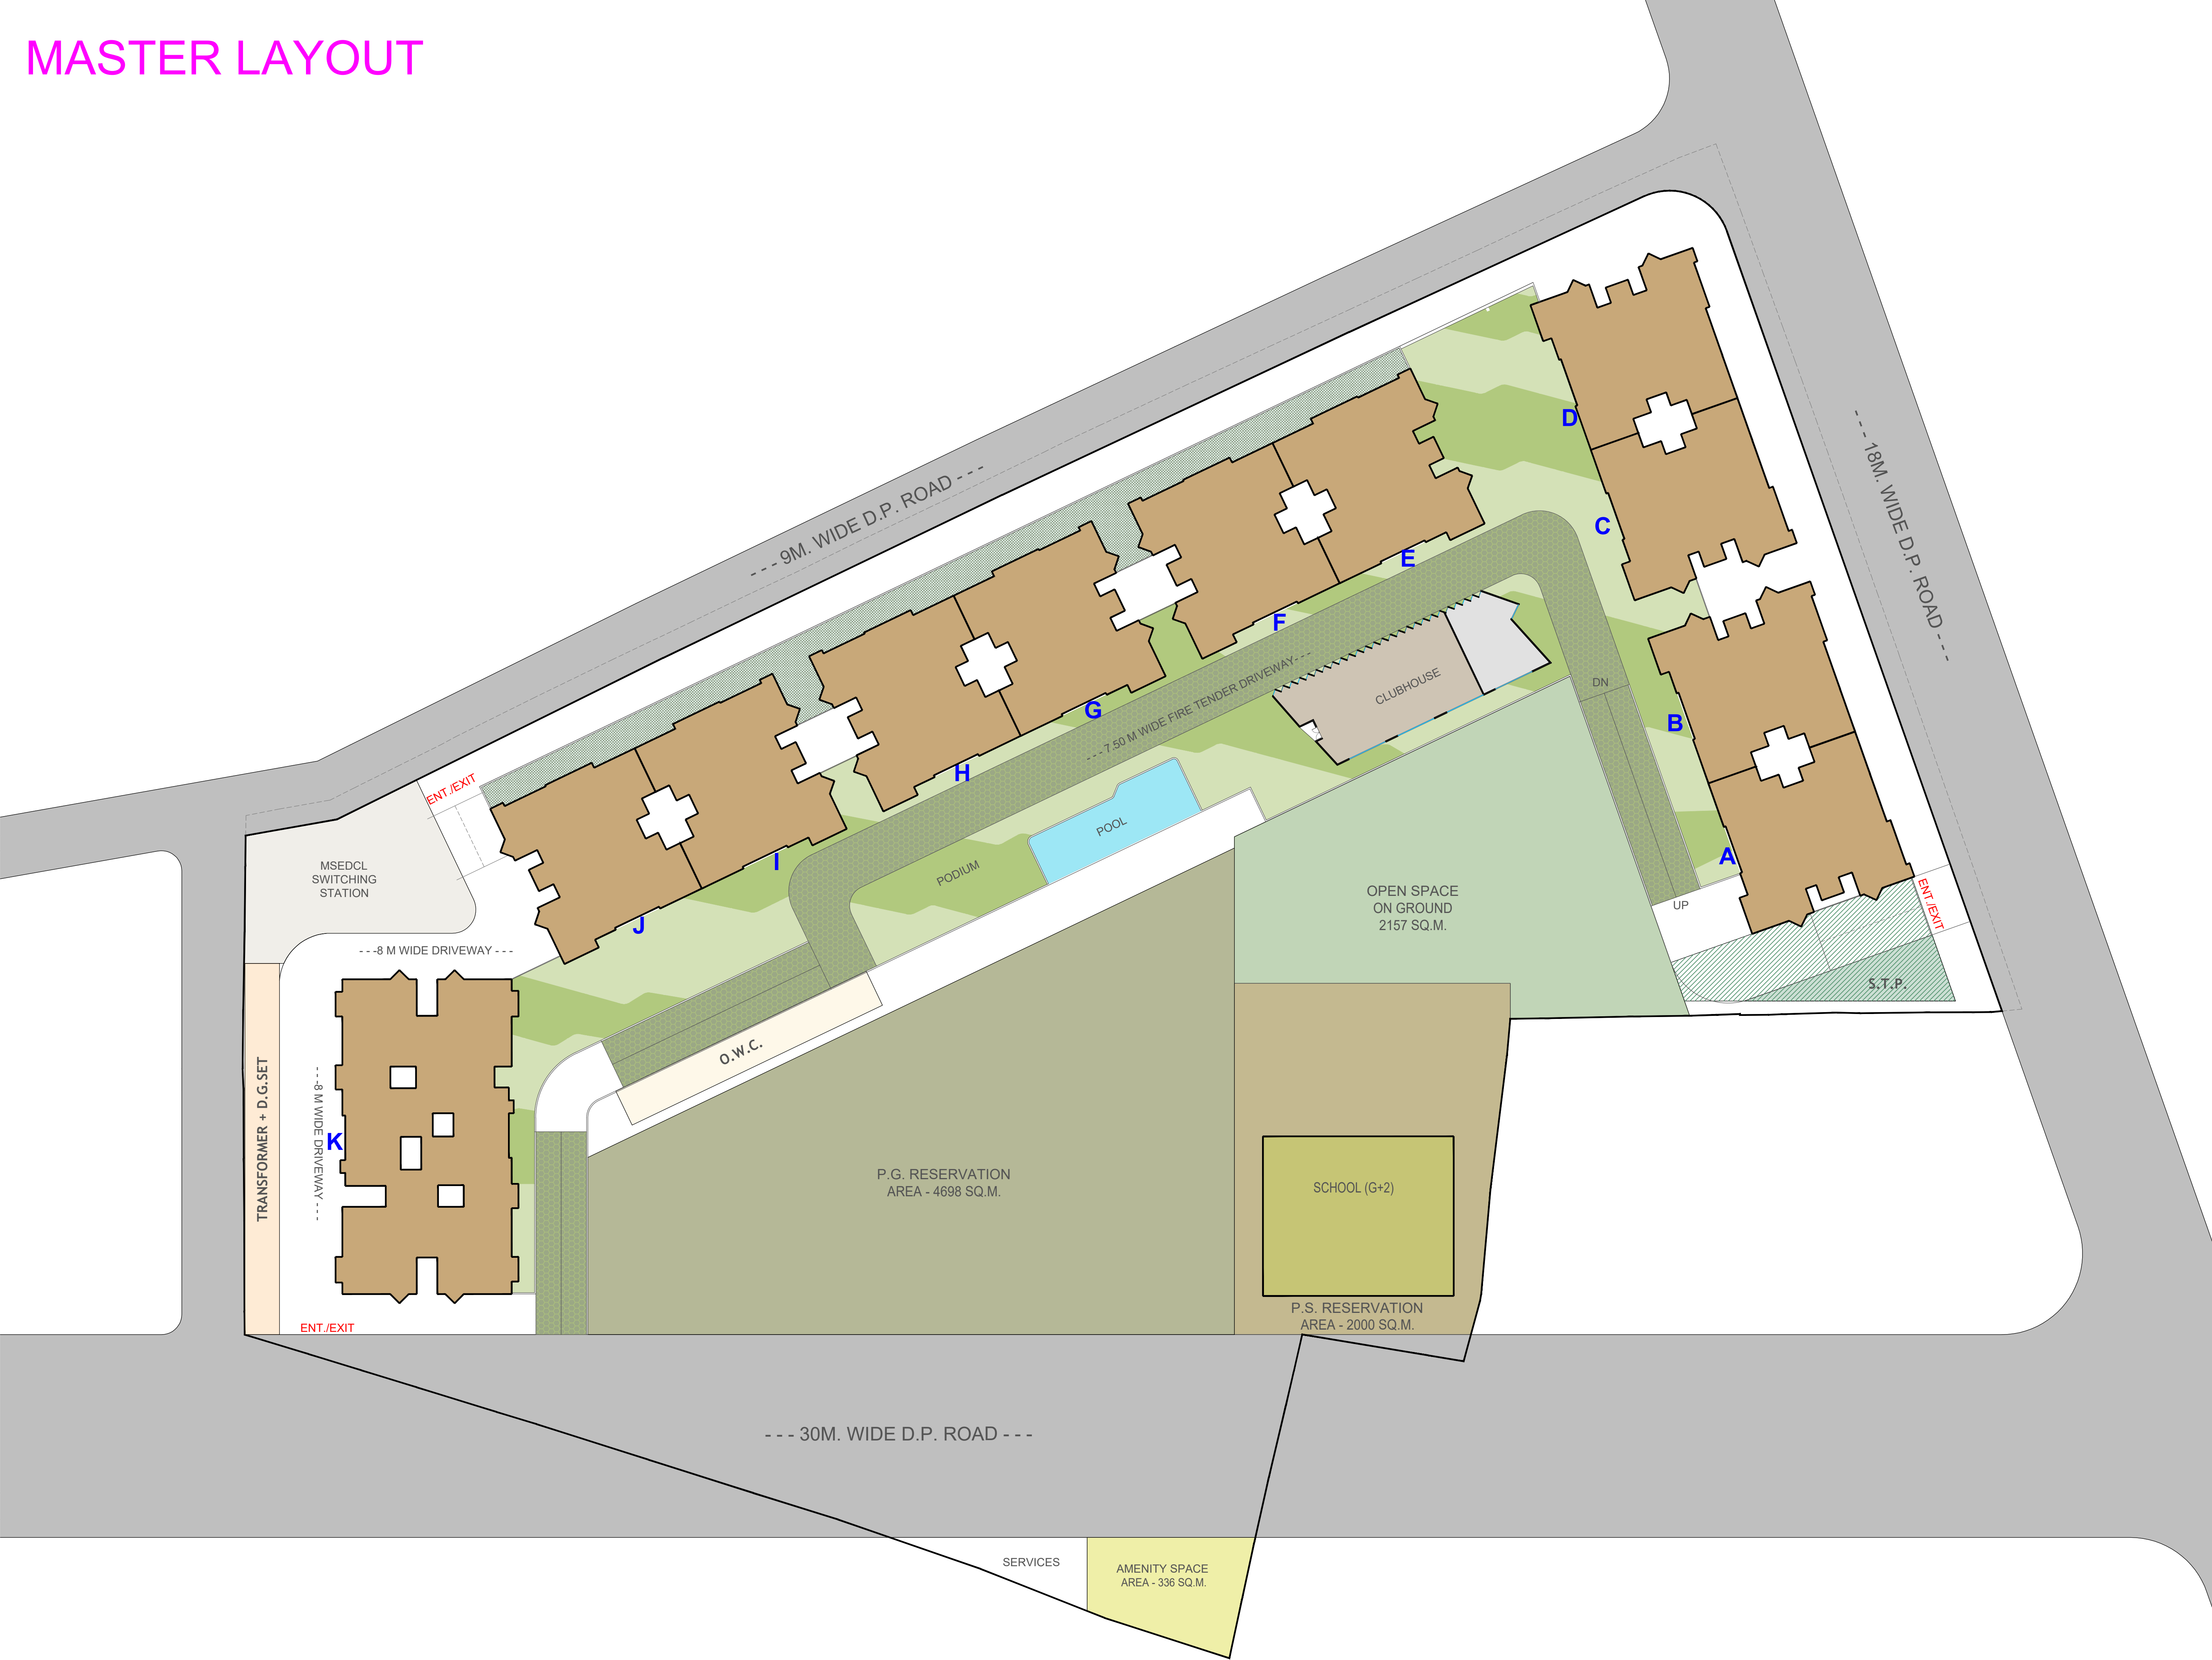 MASTER LAYOUT
- - - 9M. WIDE D.P. ROAD - - -
- - - 18M. WIDE D.P. ROAD - - -
D
C
E
F
CLUBHOUSE
DN
B
G
- - - 7.50 M WIDE FIRE TENDER DRIVEWAY- - -
H
ENT./EXIT
POOL
A
I
PODIUM
MSEDCL
SWITCHING
STATION
OPEN SPACE
ON GROUND
2157 SQ.M.
UP
ENT./EXIT
J
- - -8 M WIDE DRIVEWAY - - -
S.T.P.
O.W.C.
TRANSFORMER + D.G.SET
- - -8 M WIDE DRIVEWAY - - -
K
P.G. RESERVATION
AREA - 4698 SQ.M.
SCHOOL (G+2)
P.S. RESERVATION
AREA - 2000 SQ.M.
ENT./EXIT
- - - 30M. WIDE D.P. ROAD - - -
SERVICES
AMENITY SPACE
AREA - 336 SQ.M.